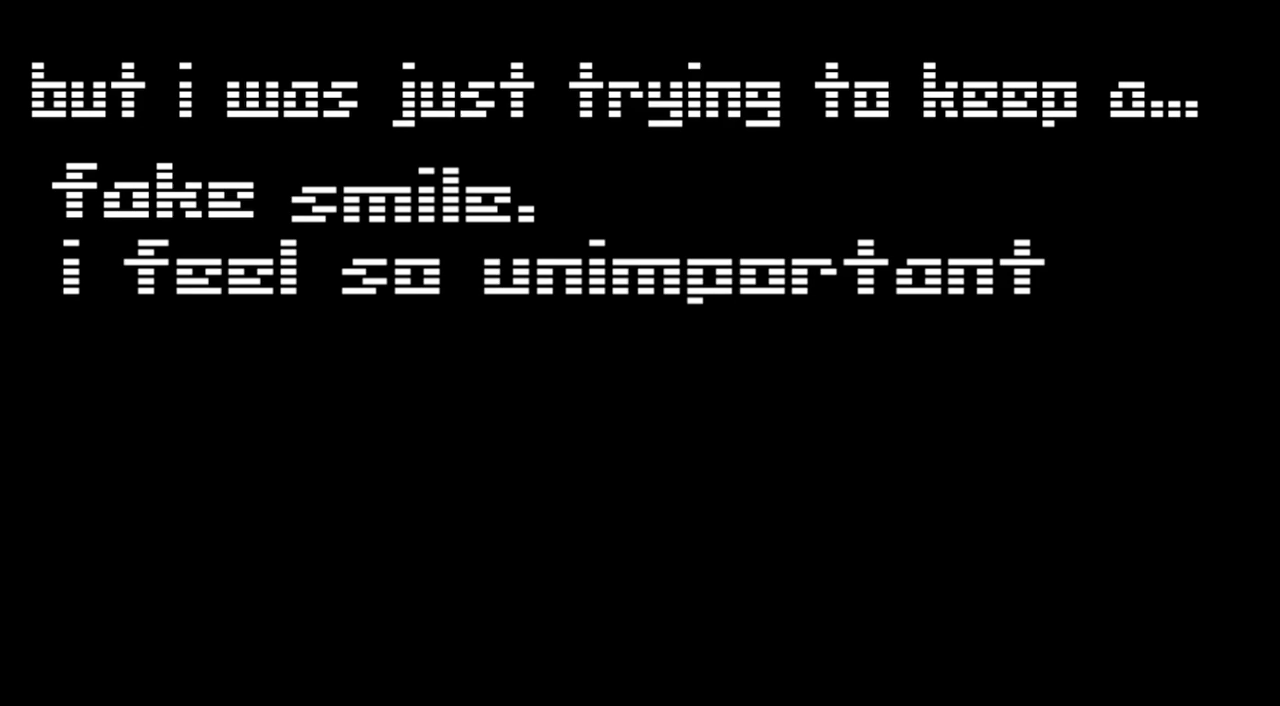 but i was just trying to keep a...
fake smile.
i feel so unimportant